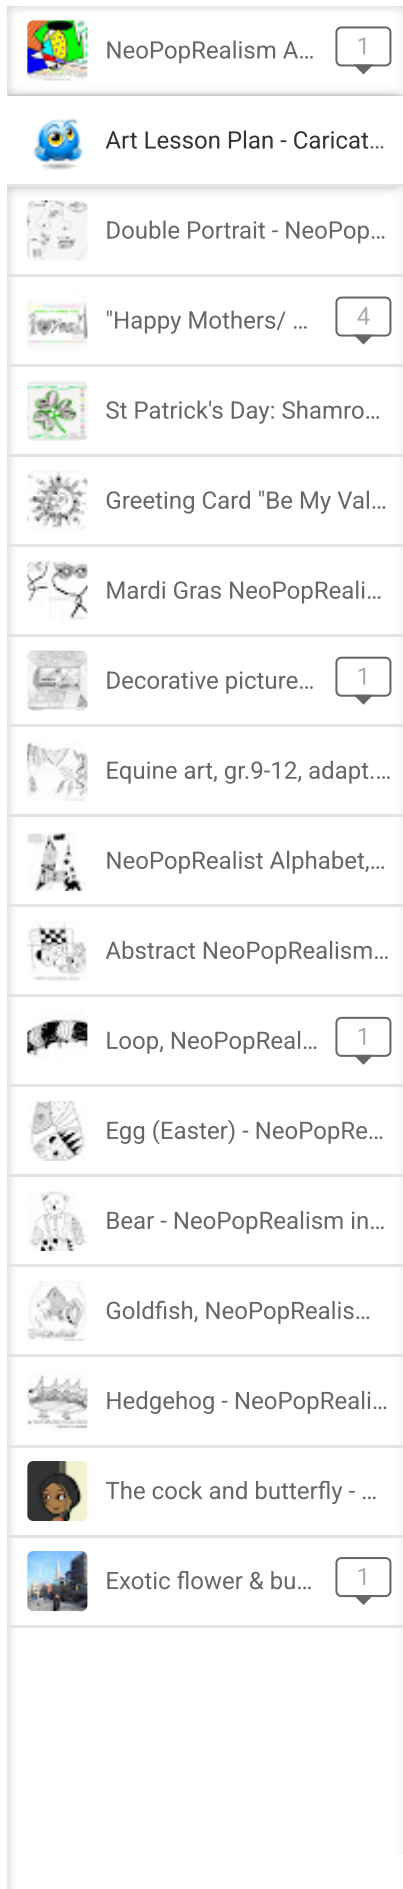 NeoPopRealism A...
1
Art Lesson Plan - Caricat...
Double Portrait - NeoPop...
"Happy Mothers/ ...
4
St Patrick's Day: Shamro...
Greeting Card "Be My Val...
Mardi Gras NeoPopReali...
Decorative picture...
1
Equine art, gr.9-12, adapt....
NeoPopRealist Alphabet,...
Abstract NeoPopRealism...
Loop, NeoPopReal...
1
Egg (Easter) - NeoPopRe...
Bear - NeoPopRealism in...
Goldfish, NeoPopRealis...
Hedgehog - NeoPopReali...
The cock and butterfly - ...
Exotic flower & bu...
1